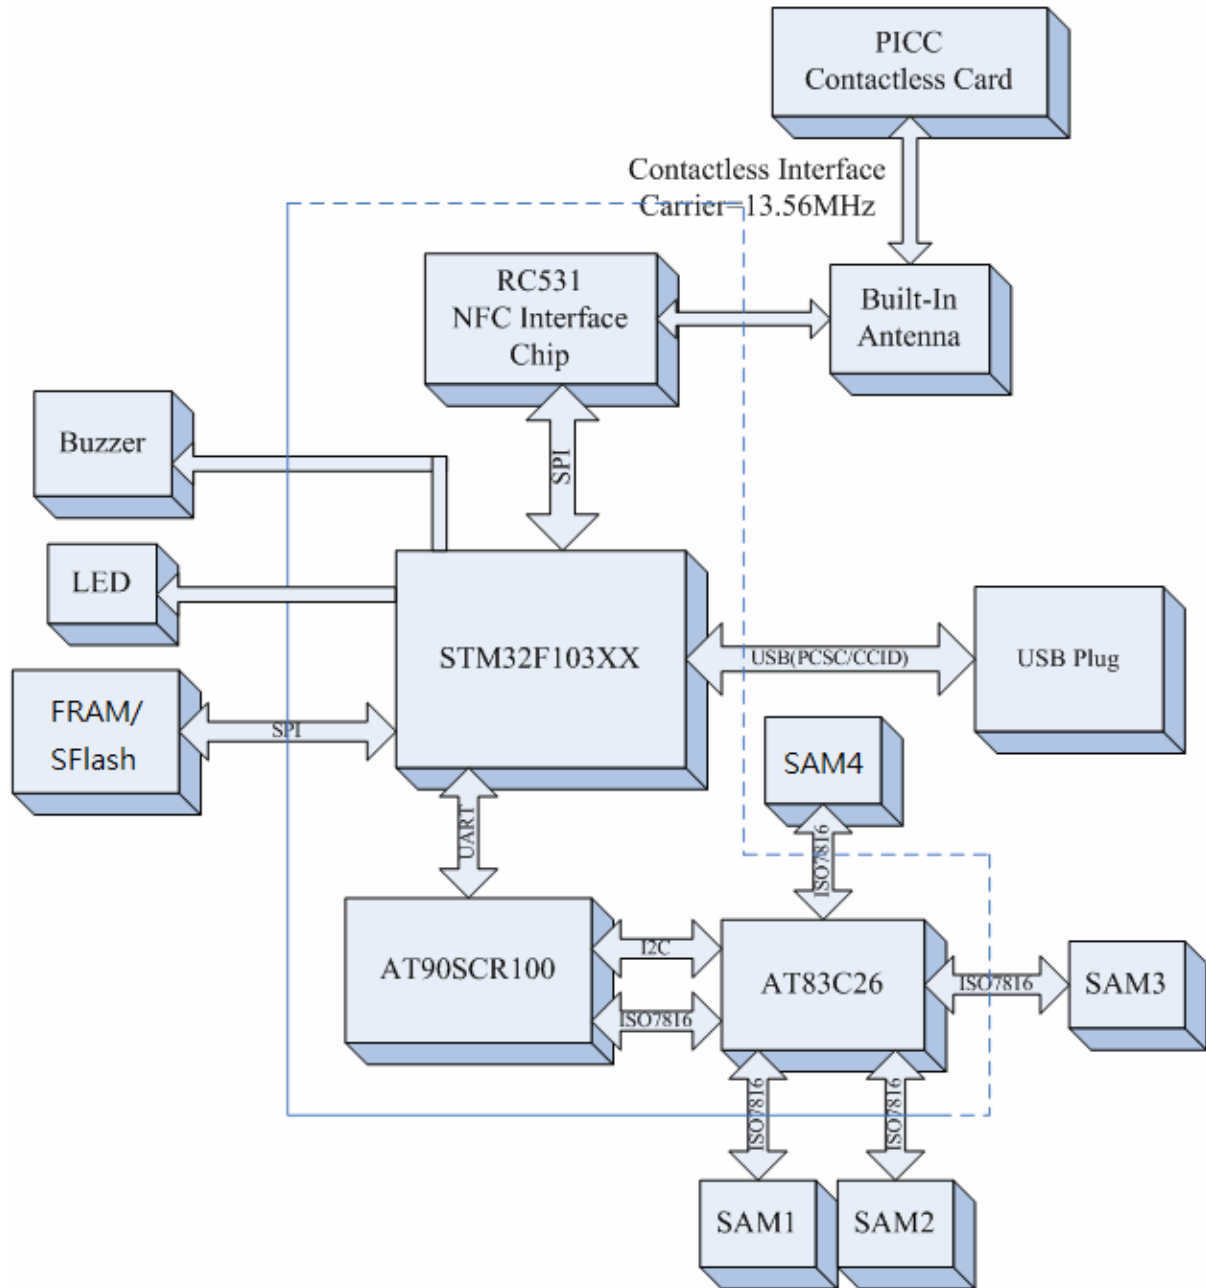 PICC
Contactless Card
Contactless Interface
Carrier=13.56MHz
RC531
NFC Interface
Chip
Built-In
Antenna
Buzzer
SPI
LED
STM32F103XX
USB(PCSC/CCID)
USB Plug
FRAM/
SFlash
SPI
SAM4
UART
ISO7816
AT90SCR100
I2C
ISO7816
AT83C26
ISO7816
SAM3
ISO7816
ISO7816
SAM1
SAM2